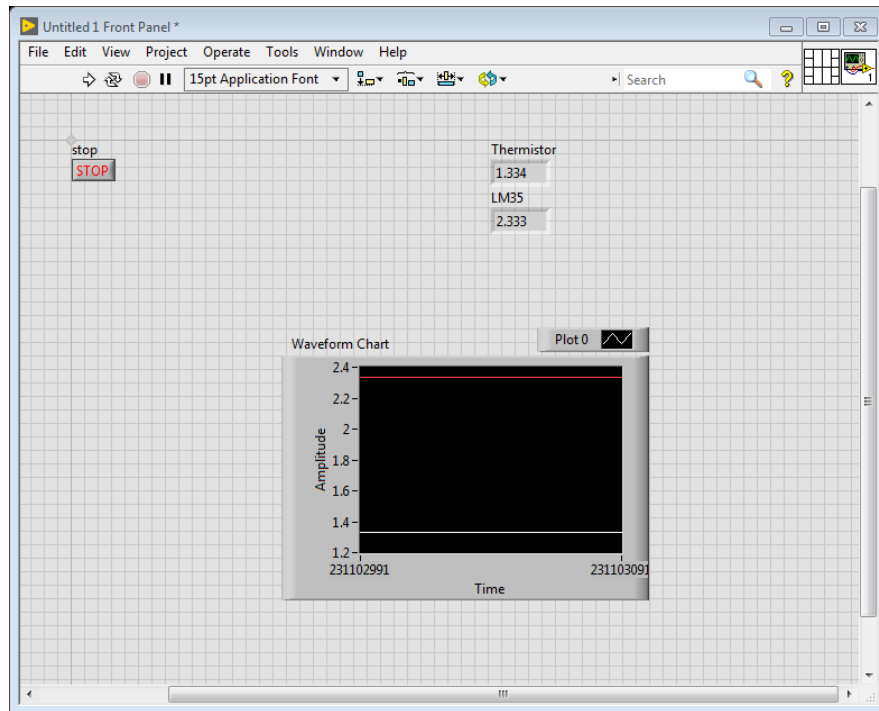 Untitled 1 Front Panel *
File Edit View Project Operate Tools Window Help
15pt Application Font
Search
1
stop
STOP
Thermistor
1.334
LM35
2.333
Waveform Chart
Plot 0
2.4
2.2
2
1.8
1.6
1.4
1.2
Amplitude
231102991 231103091
Time